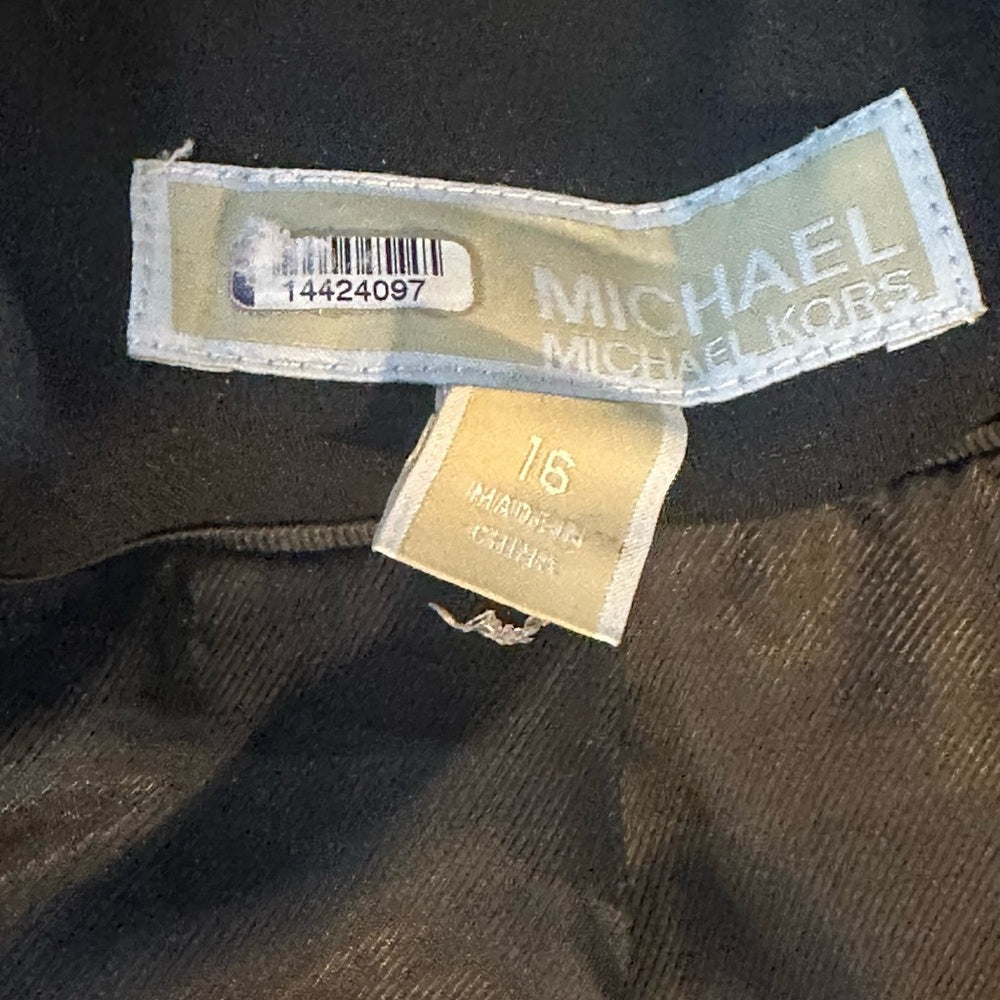 14424097
MICHAEL
MICHAEL KORS
16
MADE IN
CHINA